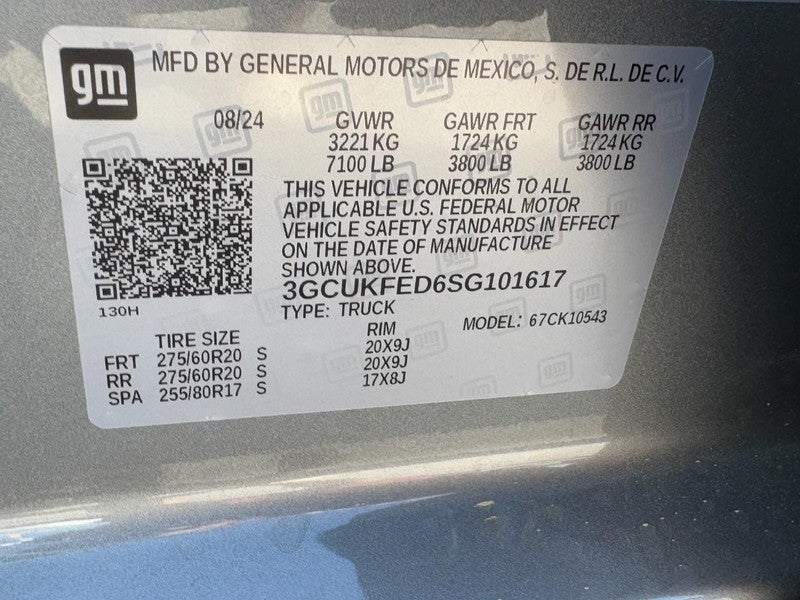 gm MFD BY GENERAL MOTORS DE MEXICO, S. DE R.L. DE C.V.
08/24 GVWR GAWR FRT GAWR RR
3221 KG 1724 KG 1724 KG
7100 LB 3800 LB 3800 LB
THIS VEHICLE CONFORMS TO ALL
APPLICABLE U.S. FEDERAL MOTOR
VEHICLE SAFETY STANDARDS IN EFFECT
ON THE DATE OF MANUFACTURE
SHOWN ABOVE.
3GCUKFED6SG101617
130H
TYPE: TRUCK MODEL: 67CK10543
TIRE SIZE RIM
FRT 275/60R20 S 20X9J
RR 275/60R20 S 20X9J
SPA 255/80R17 S 17X8J